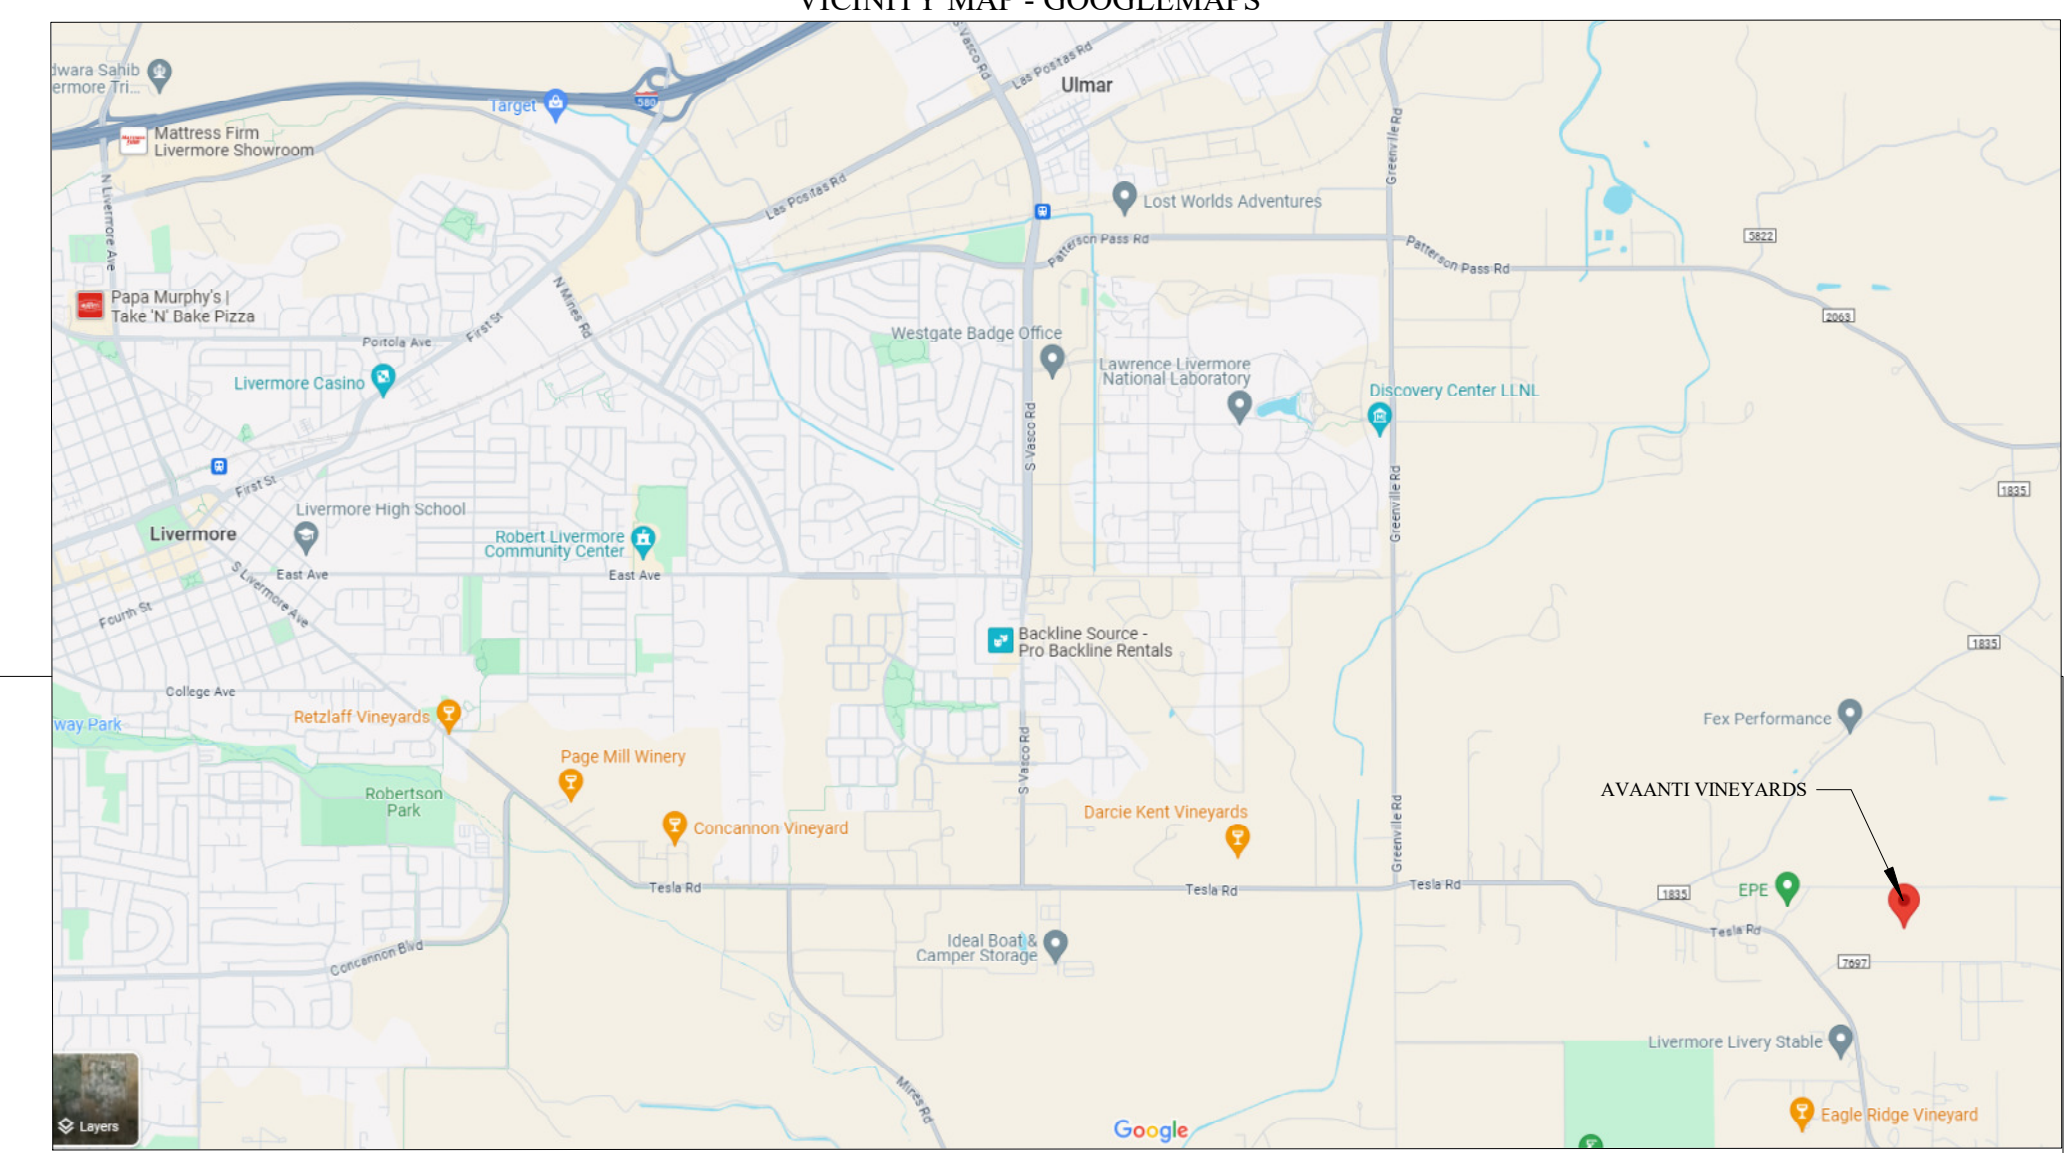 VICINITY MAP - GOOGLEMAPS
dwara Sahib
ermore Tri...
Target
580
S Vasco Rd
Las Positas Rd
Ulmar
Mattress Firm
Livermore Showroom
Greenville Rd
N Livermore Ave
Las Positas Rd
Lost Worlds Adventures
Patterson Pass Rd
Patterson Pass Rd
5822
Papa Murphy's |
Take 'N' Bake Pizza
N Mines Rd
First St
Portola Ave
2063
Westgate Badge Office
Lawrence Livermore
National Laboratory
Discovery Center LLNL
Livermore Casino
S Vasco Rd
Greenville Rd
1835
First St
Livermore High School
Livermore
Robert Livermore
Community Center
East Ave
East Ave
S Livermore Ave
Fourth St
Backline Source -
Pro Backline Rentals
1835
College Ave
Retzlaff Vineyards
way Park
Fex Performance
Page Mill Winery
S Vasco Rd
Robertson
Park
AVAANTI VINEYARDS
Concannon Vineyard
Darcie Kent Vineyards
Greenville Rd
Tesla Rd
Tesla Rd
Tesla Rd
1835
EPE
Tesla Rd
Concannon Blvd
Ideal Boat &
Camper Storage
7697
Livermore Livery Stable
Mines Rd
Eagle Ridge Vineyard
Layers
Google